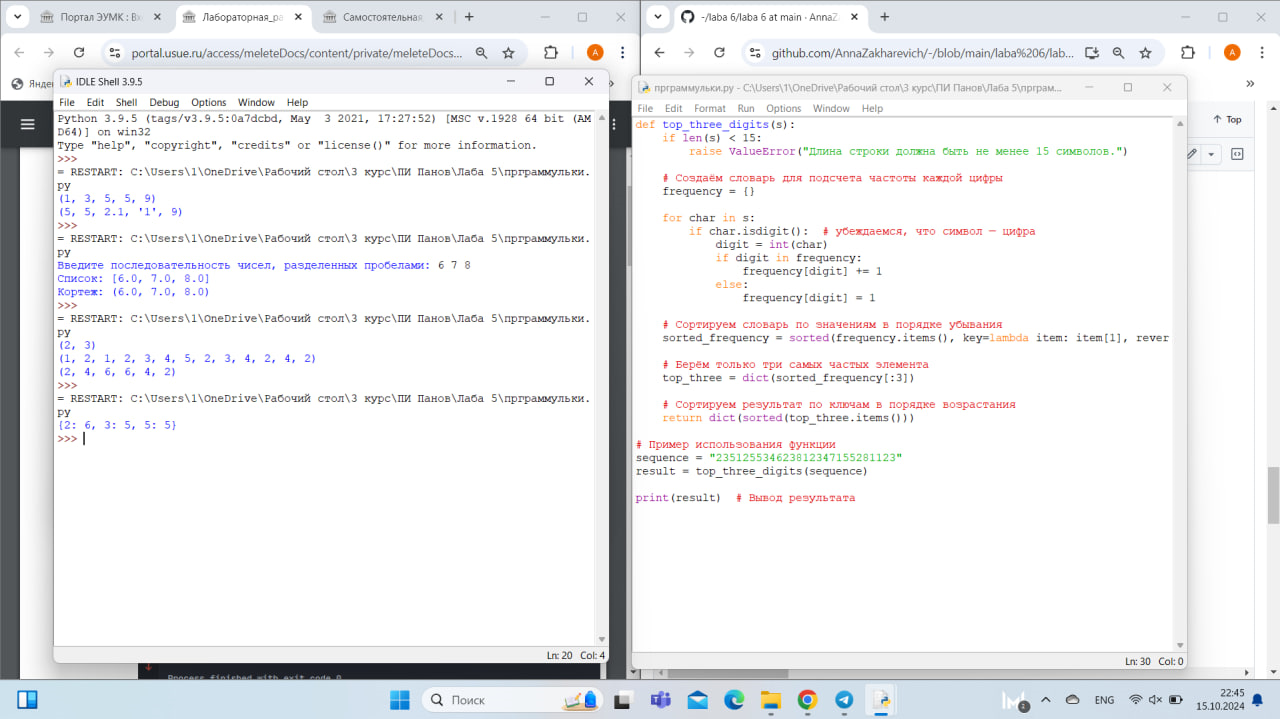 Портал ЭУМК : Вх
Лабораторная_ра
Самостоятельная
-/laba 6/laba 6 at main · AnnaZ
portal.usue.ru/access/meleteDocs/content/private/meleteDocs...
A
github.com/AnnaZakharevich/-/blob/main/laba%206/lab...
A
Яндек
Top
IDLE Shell 3.9.5
File Edit Shell Debug Options Window Help
Python 3.9.5 (tags/v3.9.5:0a7dcbd, May  3 2021, 17:27:52) [MSC v.1928 64 bit (AM
D64)] on win32
Type "help", "copyright", "credits" or "license()" for more information.
>>>
= RESTART: C:\Users\1\OneDrive\Рабочий стол\3 курс\ПИ Панов\Лаба 5\прграммульки.
py
(1, 3, 5, 5, 9)
(5, 5, 2.1, '1', 9)
>>>
= RESTART: C:\Users\1\OneDrive\Рабочий стол\3 курс\ПИ Панов\Лаба 5\прграммульки.
py
Введите последовательность чисел, разделенных пробелами: 6 7 8
Список: [6.0, 7.0, 8.0]
Кортеж: (6.0, 7.0, 8.0)
>>>
= RESTART: C:\Users\1\OneDrive\Рабочий стол\3 курс\ПИ Панов\Лаба 5\прграммульки.
py
(2, 3)
(1, 2, 1, 2, 3, 4, 5, 2, 3, 4, 2, 4, 2)
(2, 4, 6, 6, 4, 2)
>>>
= RESTART: C:\Users\1\OneDrive\Рабочий стол\3 курс\ПИ Панов\Лаба 5\прграммульки.
py
{2: 6, 3: 5, 5: 5}
>>>
Ln: 20 Col: 4
прграммульки.py - C:\Users\1\OneDrive\Рабочий стол\3 курс\ПИ Панов\Лаба 5\прграм...
File Edit Format Run Options Window Help
def top_three_digits(s):
    if len(s) < 15:
        raise ValueError("Длина строки должна быть не менее 15 символов.")
    # Создаём словарь для подсчета частоты каждой цифры
    frequency = {}
    for char in s:
        if char.isdigit():  # убеждаемся, что символ — цифра
            digit = int(char)
            if digit in frequency:
                frequency[digit] += 1
            else:
                frequency[digit] = 1
    # Сортируем словарь по значениям в порядке убывания
    sorted_frequency = sorted(frequency.items(), key=lambda item: item[1], rever
    # Берём только три самых частых элемента
    top_three = dict(sorted_frequency[:3])
    # Сортируем результат по ключам в порядке возрастания
    return dict(sorted(top_three.items()))
# Пример использования функции
sequence = "235125534623812347155281123"
result = top_three_digits(sequence)
print(result)  # Вывод результата
Ln: 30 Col: 0
Process finished with exit code 0
Поиск
ENG
22:45
15.10.2024